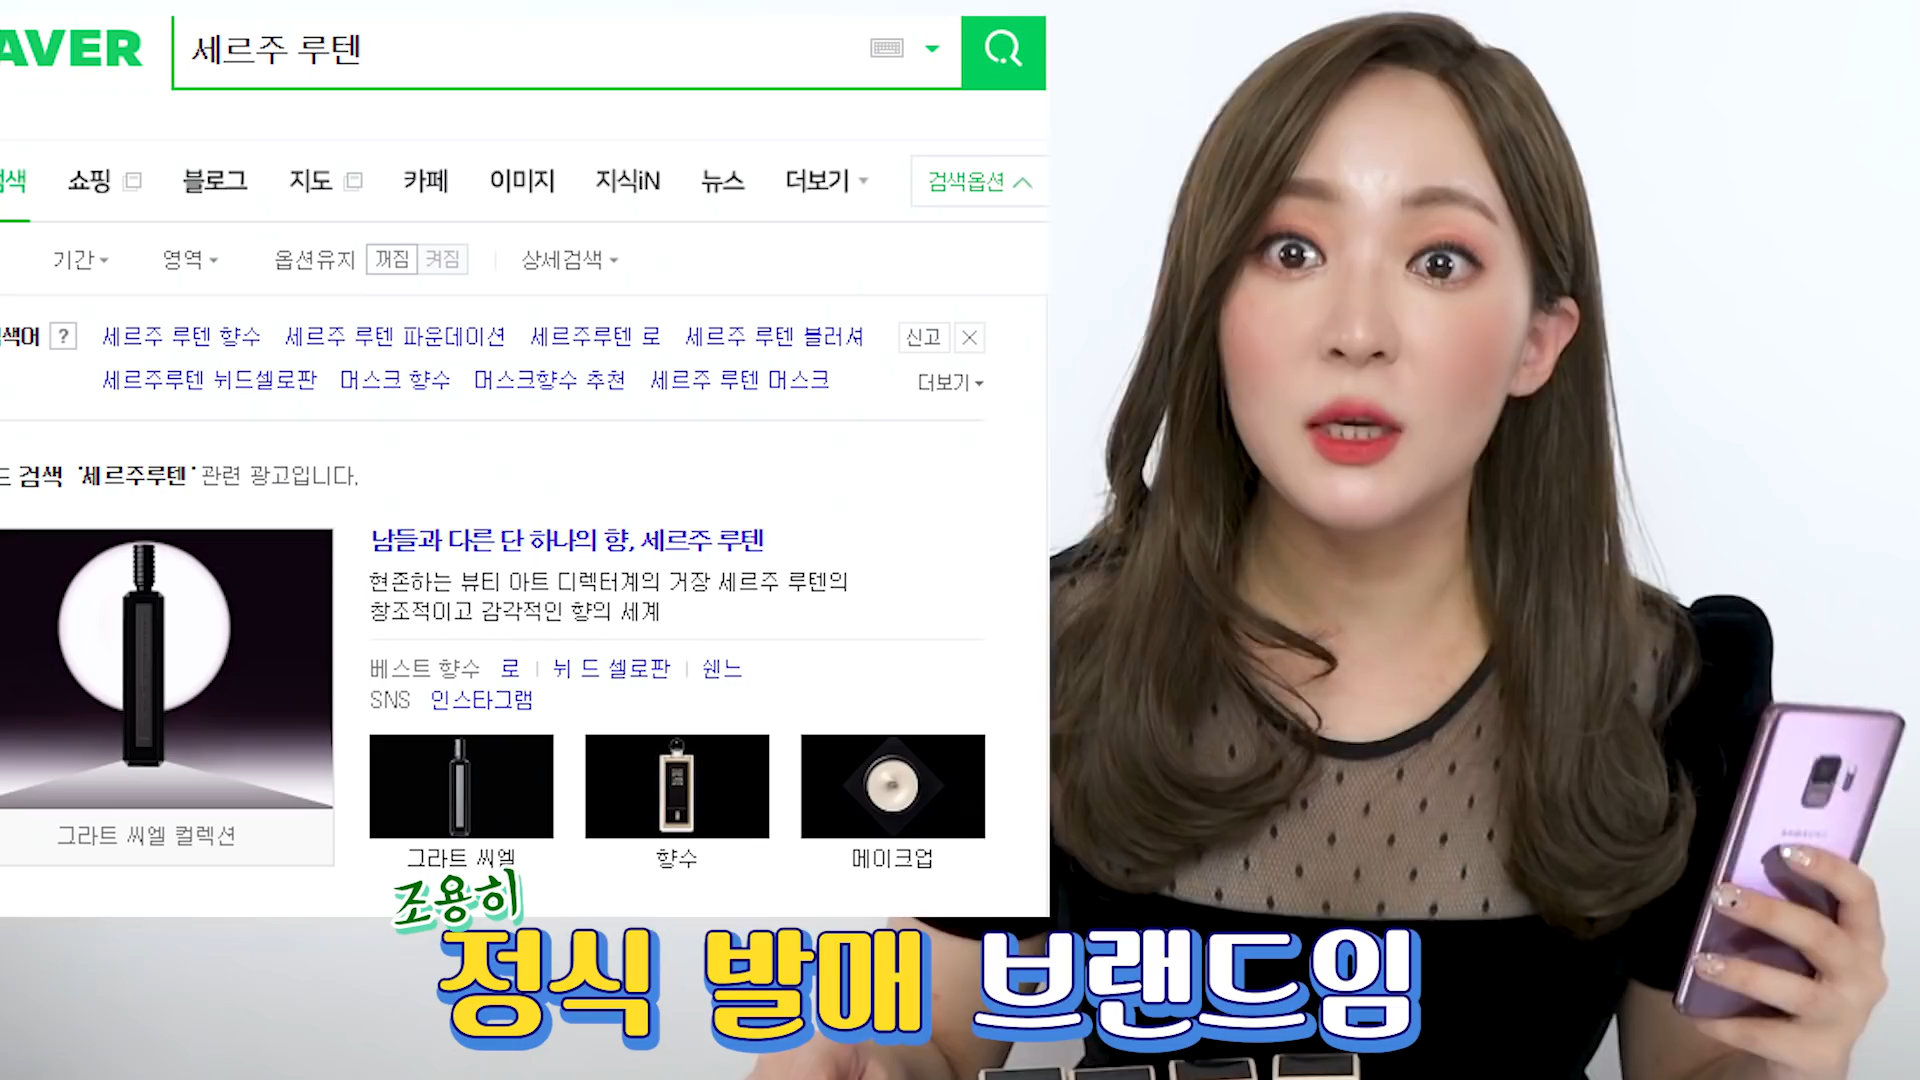 AVER
세르주 루텐
검색 쇼핑 블로그 지도 카페 이미지 지식iN 뉴스 더보기 검색옵션
기간 영역 옵션유지 꺼짐 켜짐 상세검색
색어 ? 세르주 루텐 향수 세르주 루텐 파운데이션 세르주루텐 로 세르주 루텐 블러셔 신고
세르주루텐 뉘드셀로판 머스크 향수 머스크향수 추천 세르주 루텐 머스크 더보기
드 검색 '세르주루텐' 관련 광고입니다.
남들과 다른 단 하나의 향, 세르주 루텐
현존하는 뷰티 아트 디렉터계의 거장 세르주 루텐의
창조적이고 감각적인 향의 세계
베스트 향수 로 뉘 드 셀로판 쉔느
SNS 인스타그램
그라트 씨엘 컬렉션
그라트 씨엘 향수 메이크업
SAMSUNG
조용히
정식 발매 브랜드임